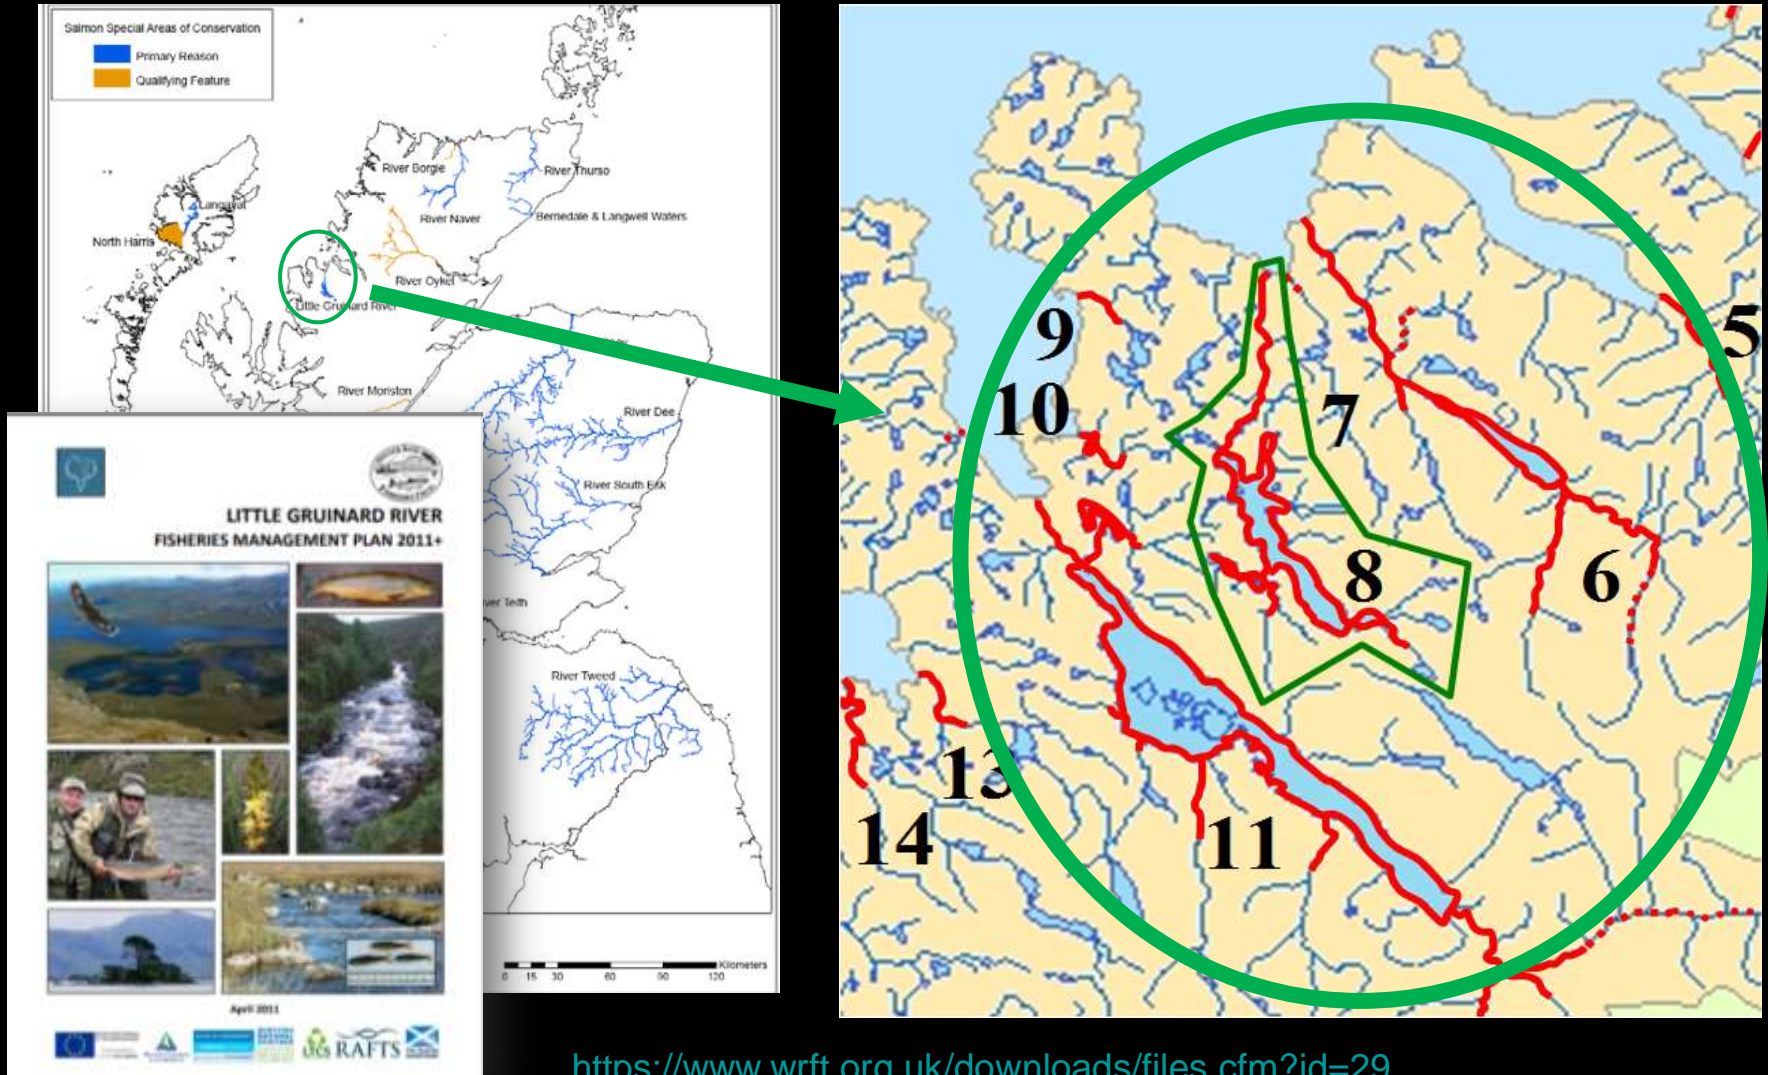 Salmon Special Areas of Conservation
Primary Reason
Qualifying Feature
River Borgie
River Thurso
Langavat
River Naver
Berriedale & Langwell Waters
North Harris
River Oykel
Little Gruinard River
River Moriston
River Dee
River South Esk
River Teith
River Tweed
Kilometers
0 15 30 60 90 120
LITTLE GRUINARD RIVER
FISHERIES MANAGEMENT PLAN 2011+
April 2011
RAFTS
5
9
10
7
8
6
13
14
11
https://www.wrft.org.uk/downloads/files.cfm?id=29